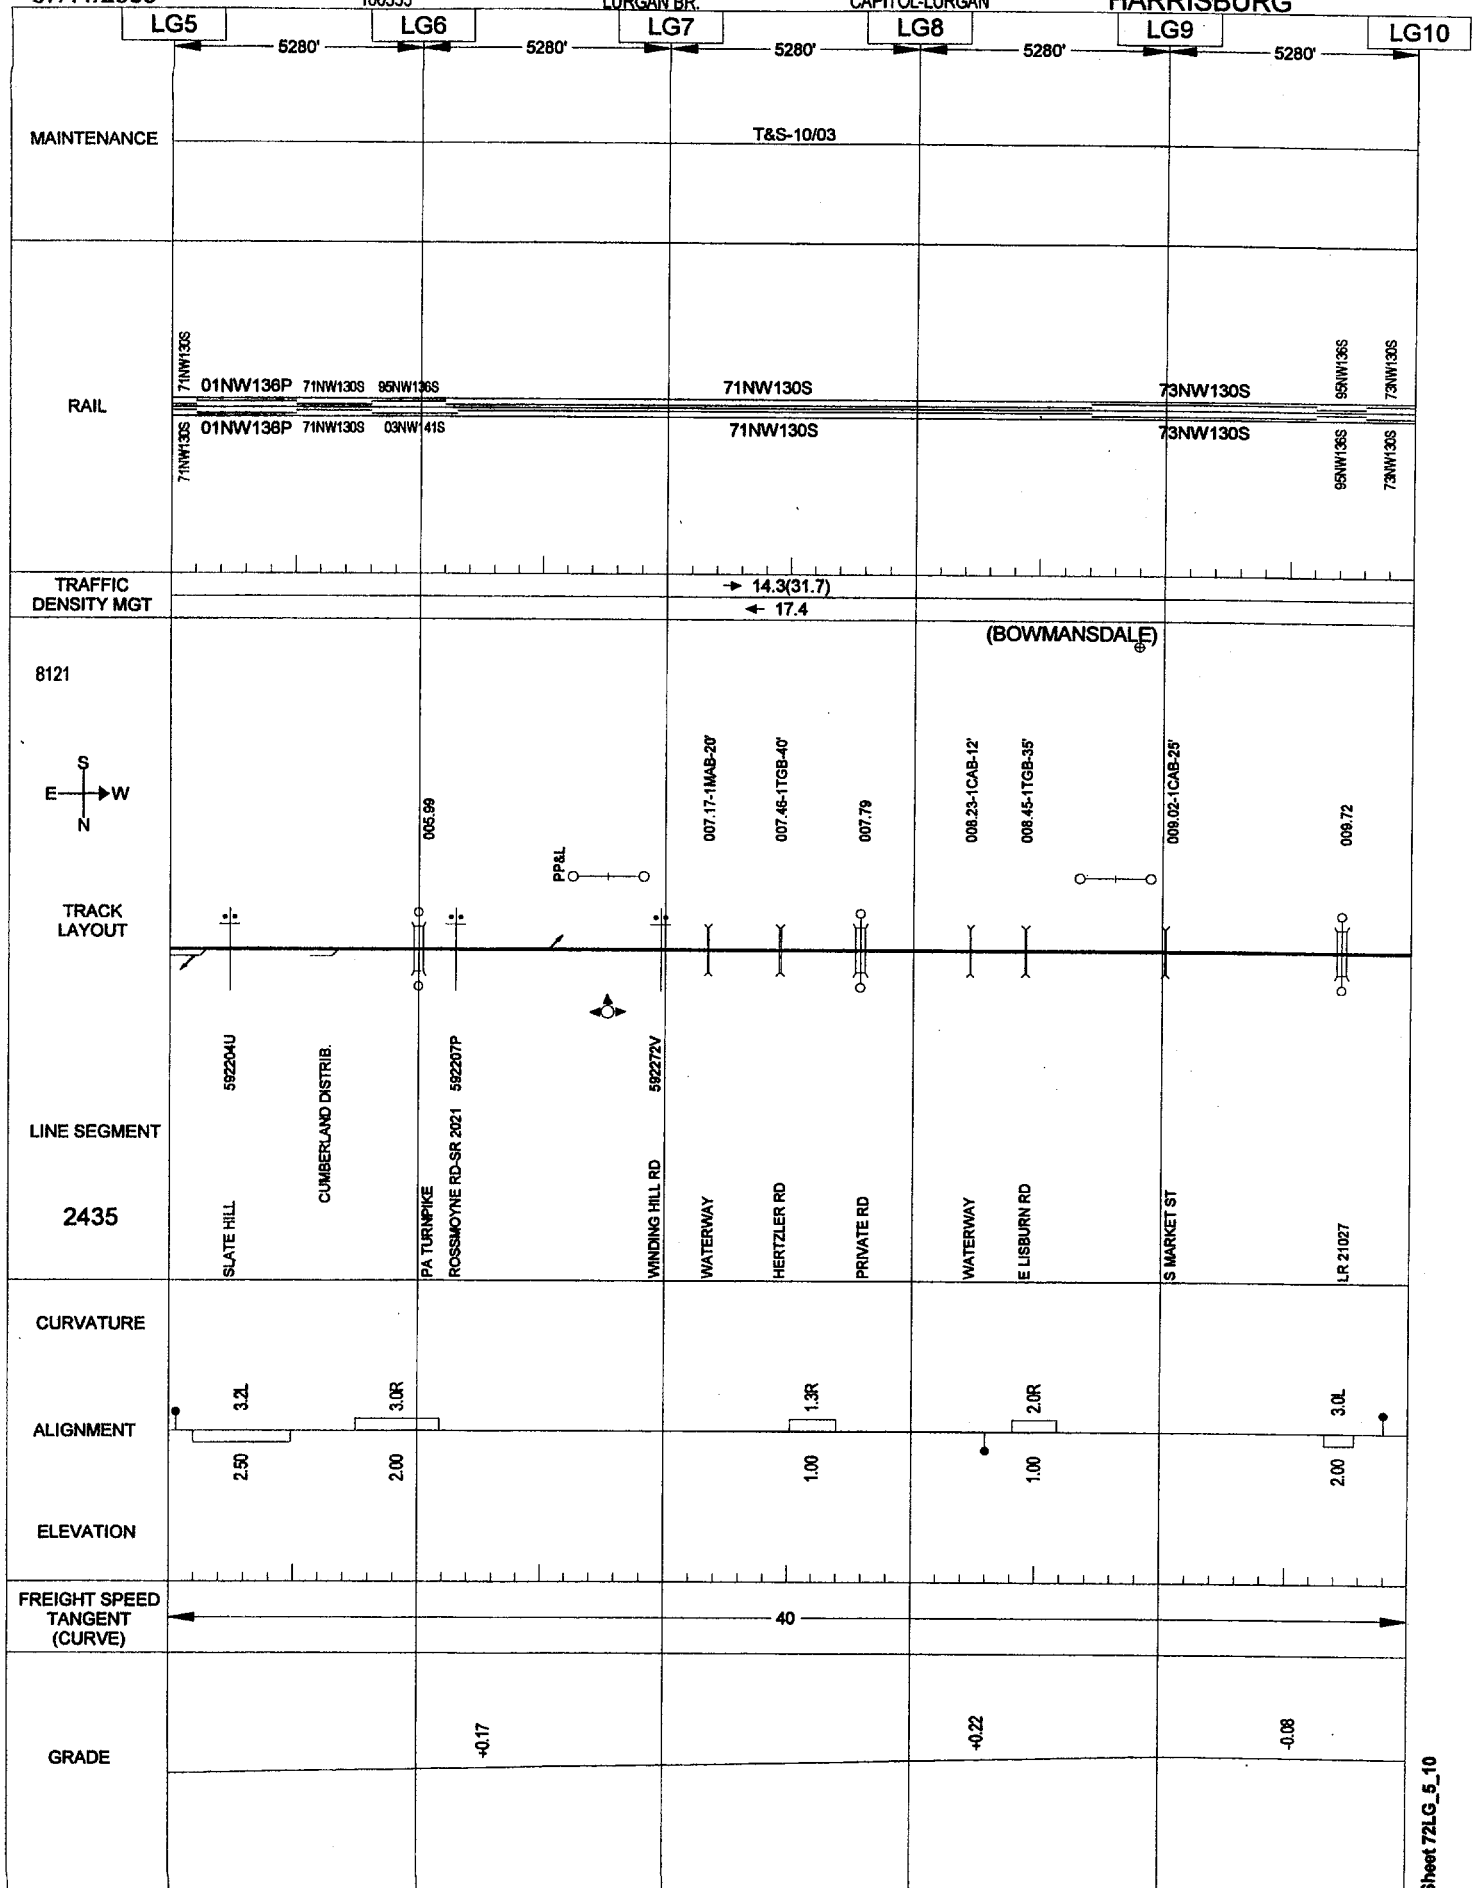 LURGAN BR.
CAPITOL-LURGAN
HARRISBURG
LG5
LG6
LG7
LG8
LG9
LG10
5280'
5280'
5280'
5280'
5280'
MAINTENANCE
T&S-10/03
RAIL
71NW130S
01NW136P
71NW130S
95NW136S
71NW130S
73NW130S
95NW136S
73NW130S
71NW130S
01NW136P
71NW130S
03NW141S
71NW130S
73NW130S
95NW136S
73NW130S
TRAFFIC
DENSITY MGT
→ 14.3(31.7)
← 17.4
(BOWMANSDALE)
8121
S
E W
N
005.99
PP&L
007.17-1MAB-20'
007.46-1TGB-40'
007.79
008.23-1CAB-12'
008.45-1TGB-35'
009.02-1CAB-25'
009.72
TRACK
LAYOUT
LINE SEGMENT
2435
SLATE HILL 592204U
CUMBERLAND DISTRIB.
PA TURNPIKE
ROSSMOYNE RD-SR 2021 592207P
WINDING HILL RD 592272V
WATERWAY
HERTZLER RD
PRIVATE RD
WATERWAY
E LISBURN RD
S MARKET ST
LR 21027
CURVATURE
3.2L
3.0R
1.3R
2.0R
3.0L
ALIGNMENT
2.50
2.00
1.00
1.00
2.00
ELEVATION
FREIGHT SPEED
TANGENT
(CURVE)
40
GRADE
+0.17
+0.22
-0.08
Sheet 72LG_5_10